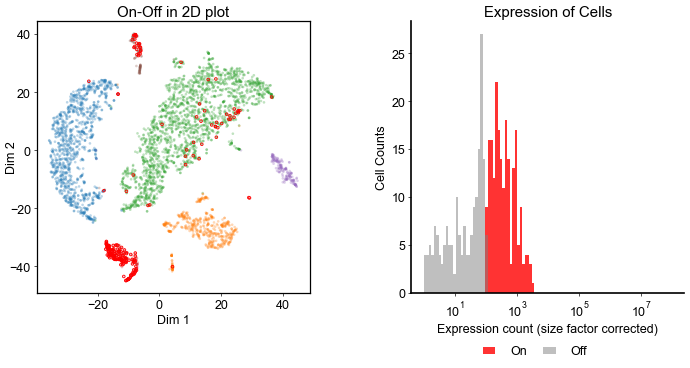 On-Off in 2D plot
40
20
0
−20
−40
Dim 2
−20
0
20
40
Dim 1
Expression of Cells
25
20
15
10
5
0
Cell Counts
10^1
10^3
10^5
10^7
Expression count (size factor corrected)
On
Off